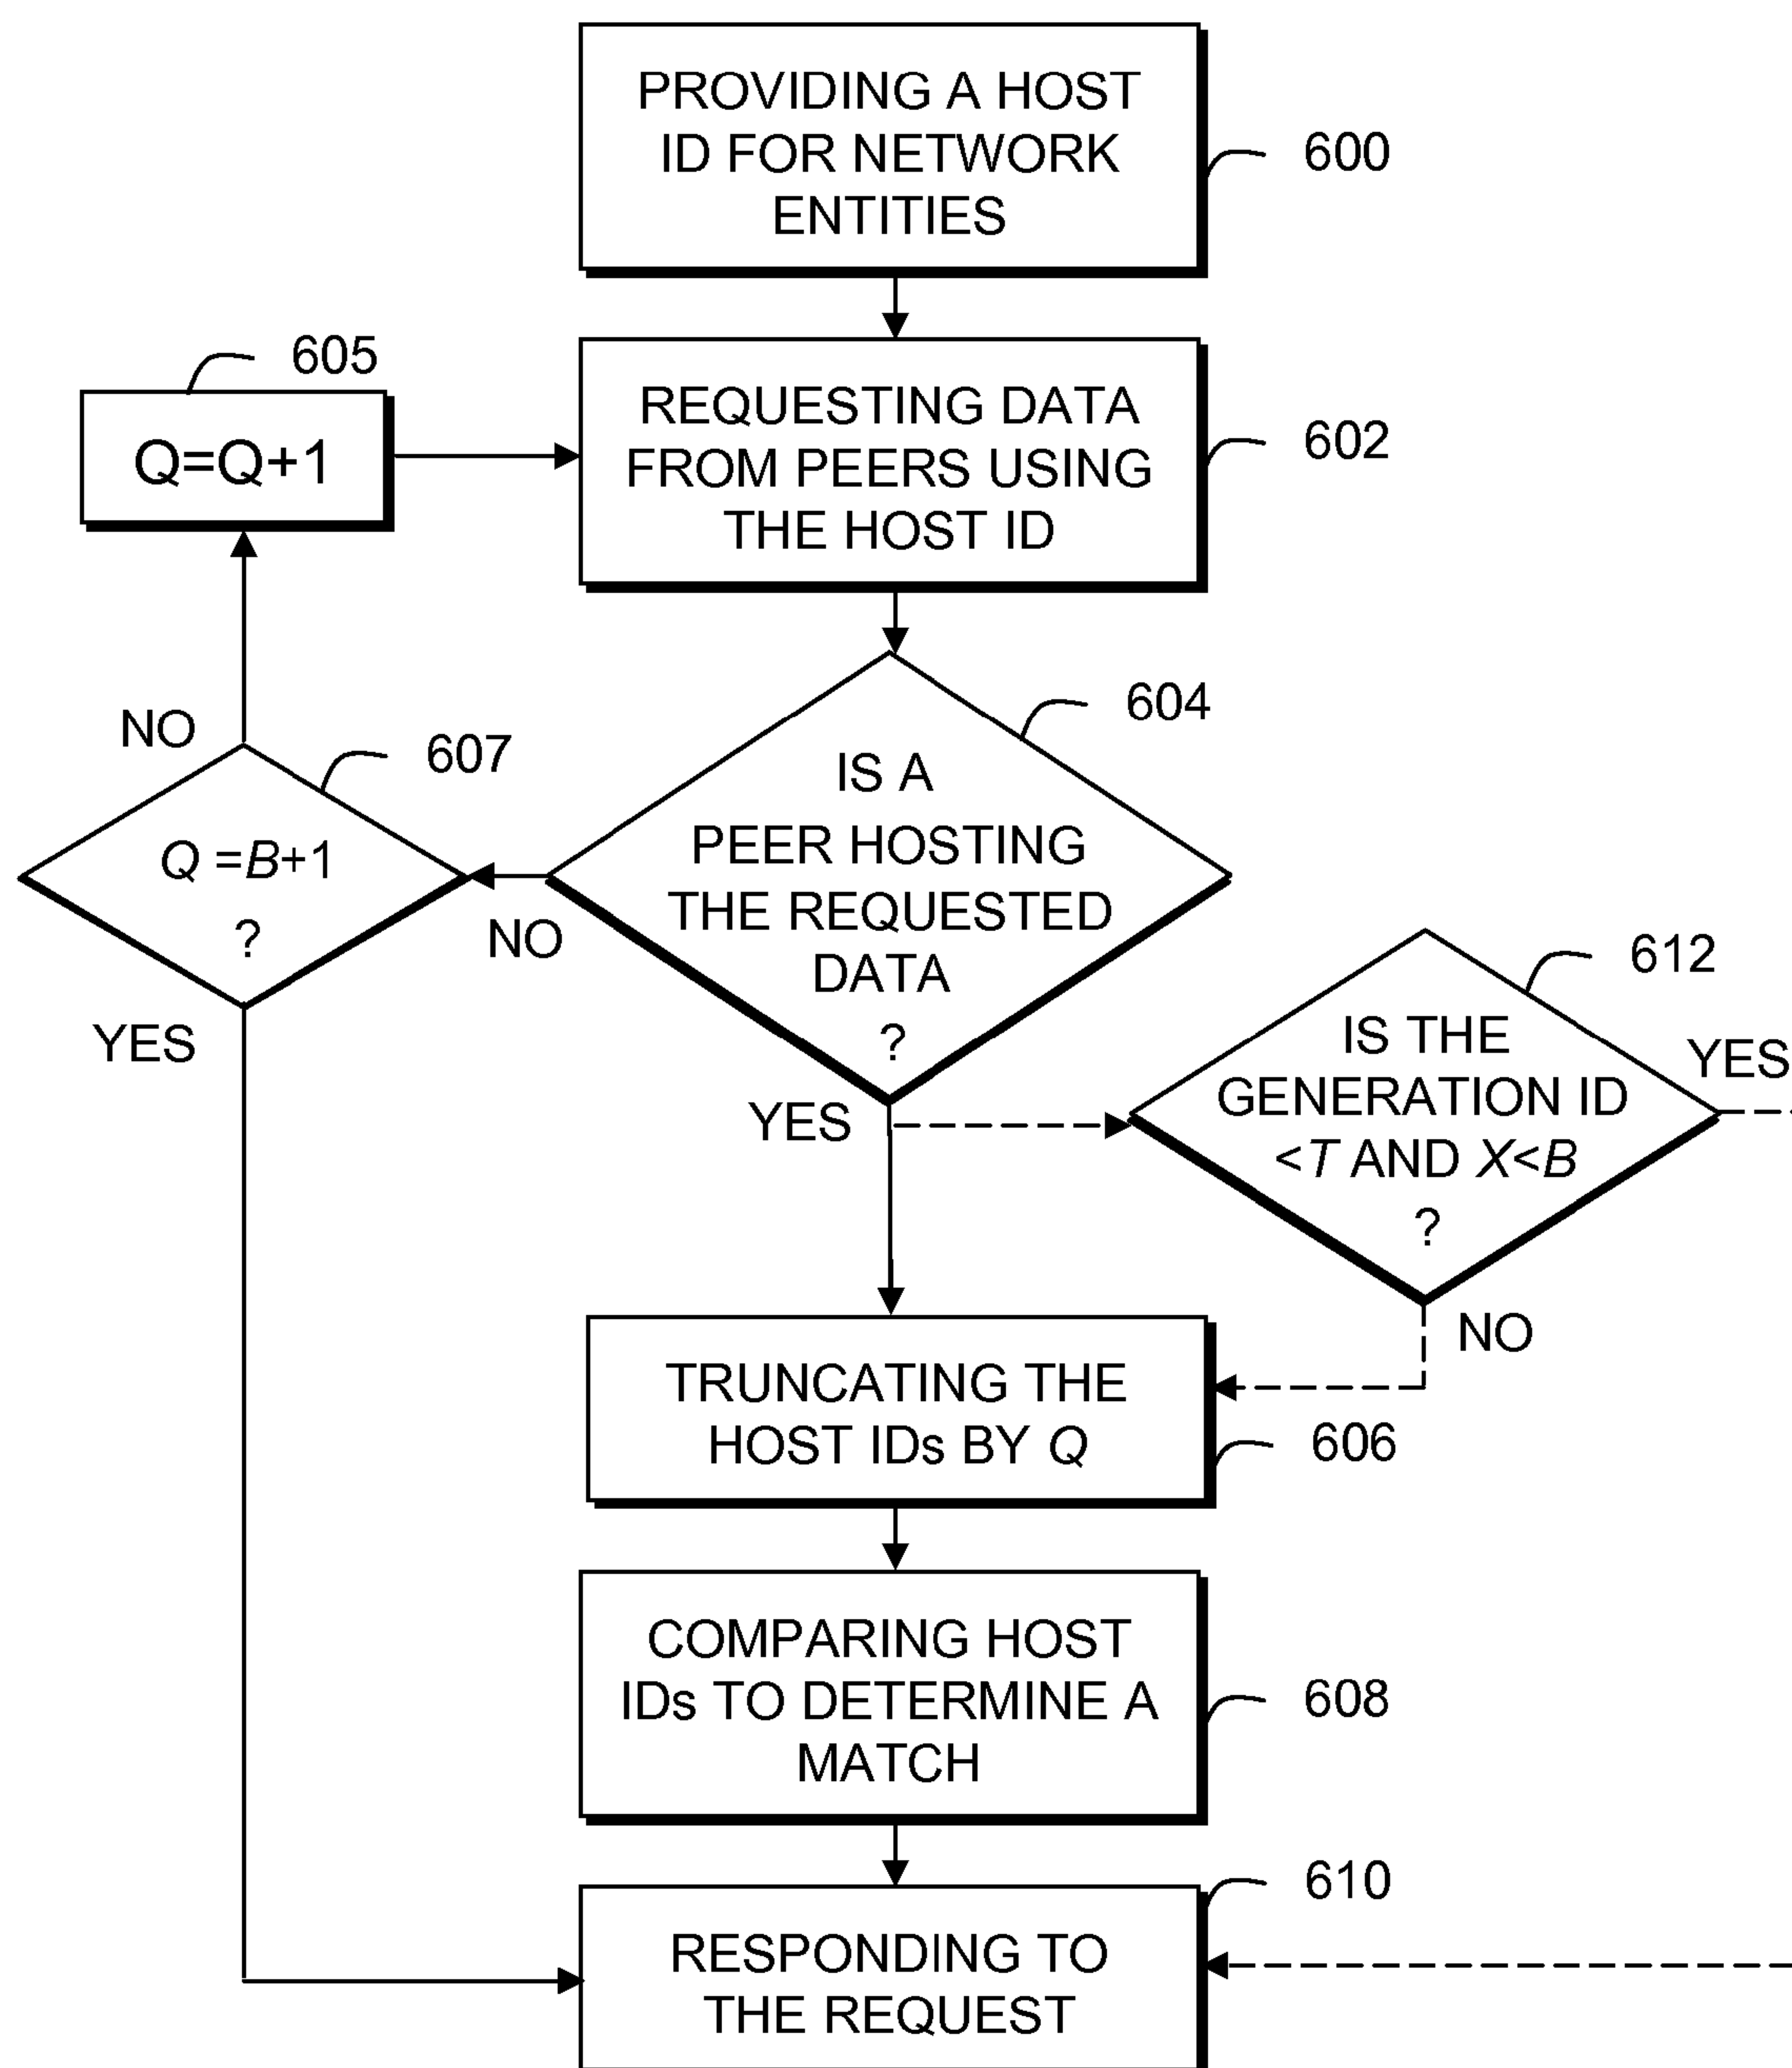 PROVIDING A HOST
ID FOR NETWORK
ENTITIES
600
605
Q=Q+1
REQUESTING DATA
FROM PEERS USING
THE HOST ID
602
NO
607
Q =B+1
?
YES
NO
604
IS A
PEER HOSTING
THE REQUESTED
DATA
?
YES
612
IS THE
GENERATION ID
<T AND X<B
?
YES
NO
TRUNCATING THE
HOST IDs BY Q
606
COMPARING HOST
IDs TO DETERMINE A
MATCH
608
610
RESPONDING TO
THE REQUEST